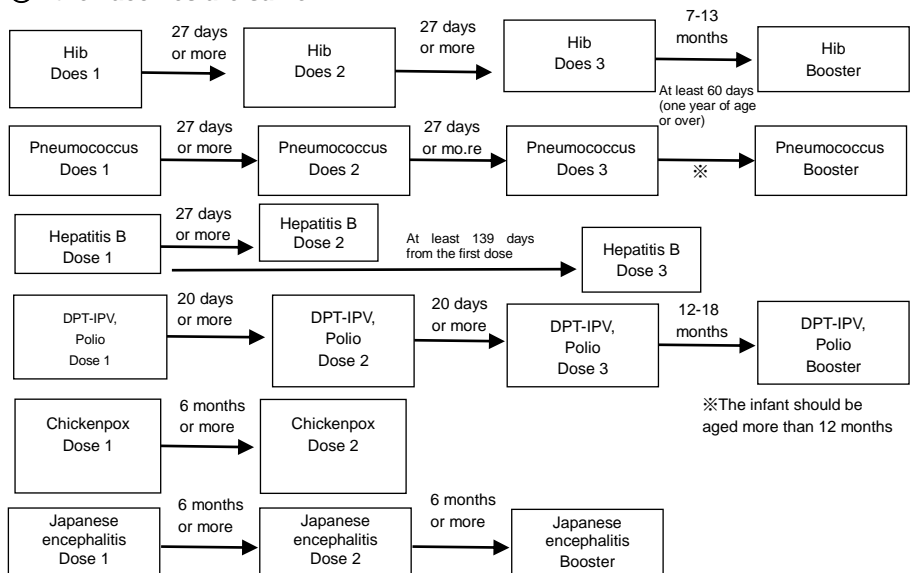 Hib
Does 1
27 days
or more
Hib
Does 2
27 days
or more
Hib
Does 3
7-13
months
Hib
Booster
Pneumococcus
Does 1
27 days
or more
Pneumococcus
Does 2
27 days
or mo.re
Pneumococcus
Does 3
At least 60 days
(one year of age
or over)
※
Pneumococcus
Booster
Hepatitis B
Dose 1
27 days
or more
Hepatitis B
Dose 2
At least 139 days
from the first dose
Hepatitis B
Dose 3
DPT-IPV,
Polio
Dose 1
20 days
or more
DPT-IPV,
Polio
Dose 2
20 days
or more
DPT-IPV,
Polio
Dose 3
12-18
months
DPT-IPV,
Polio
Booster
※The infant should be
aged more than 12 months
Chickenpox
Dose 1
6 months
or more
Chickenpox
Dose 2
Japanese
encephalitis
Dose 1
6 months
or more
Japanese
encephalitis
Dose 2
6 months
or more
Japanese
encephalitis
Booster